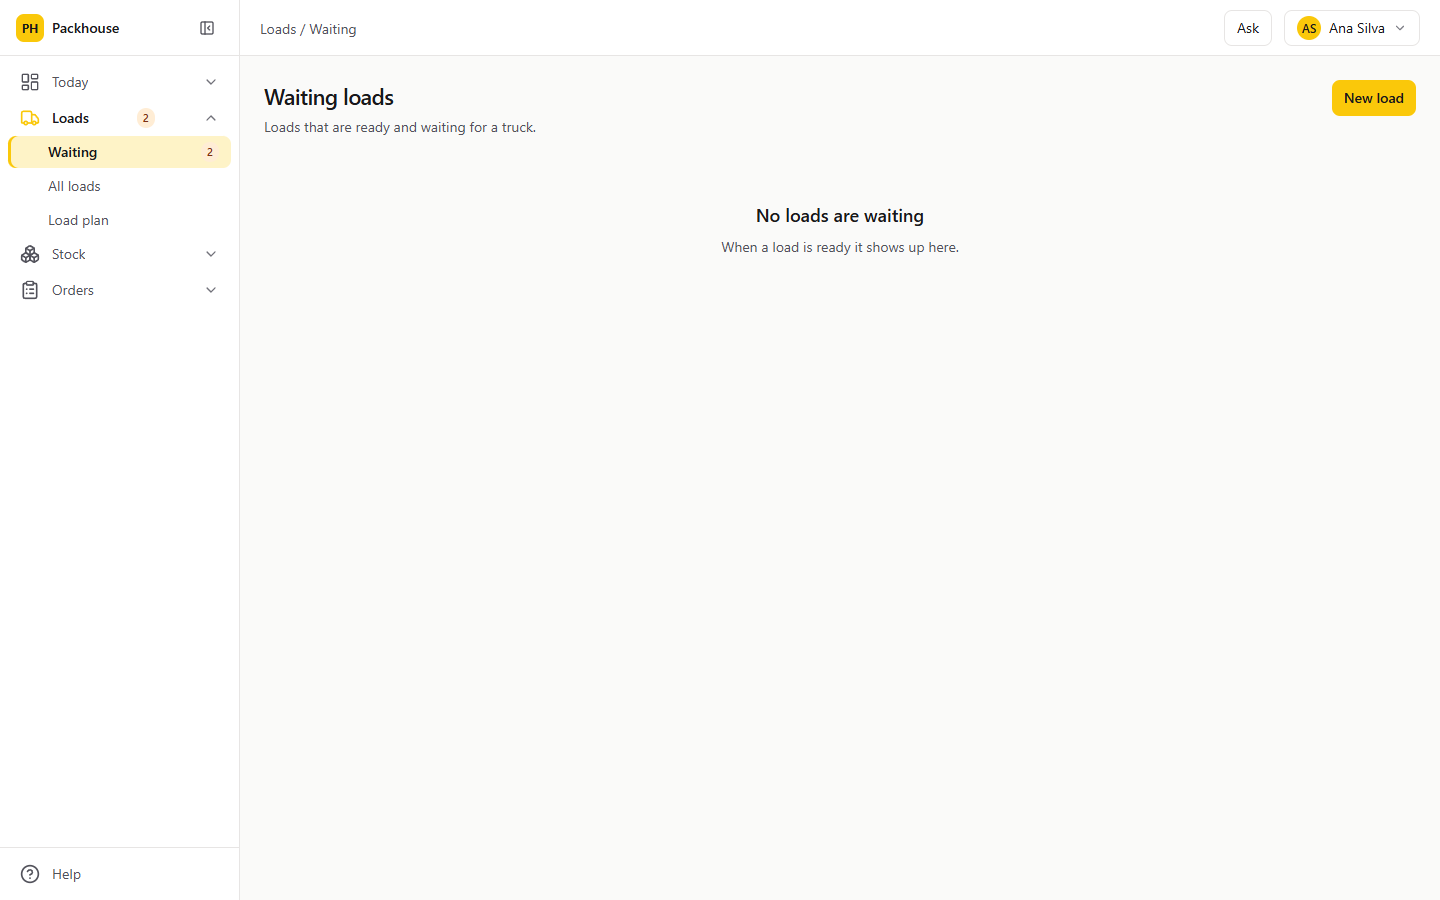 PH Packhouse
Loads / Waiting
Ask
AS Ana Silva
Today
Loads 2
Waiting 2
All loads
Load plan
Stock
Orders
Help
Waiting loads
Loads that are ready and waiting for a truck.
New load
No loads are waiting
When a load is ready it shows up here.